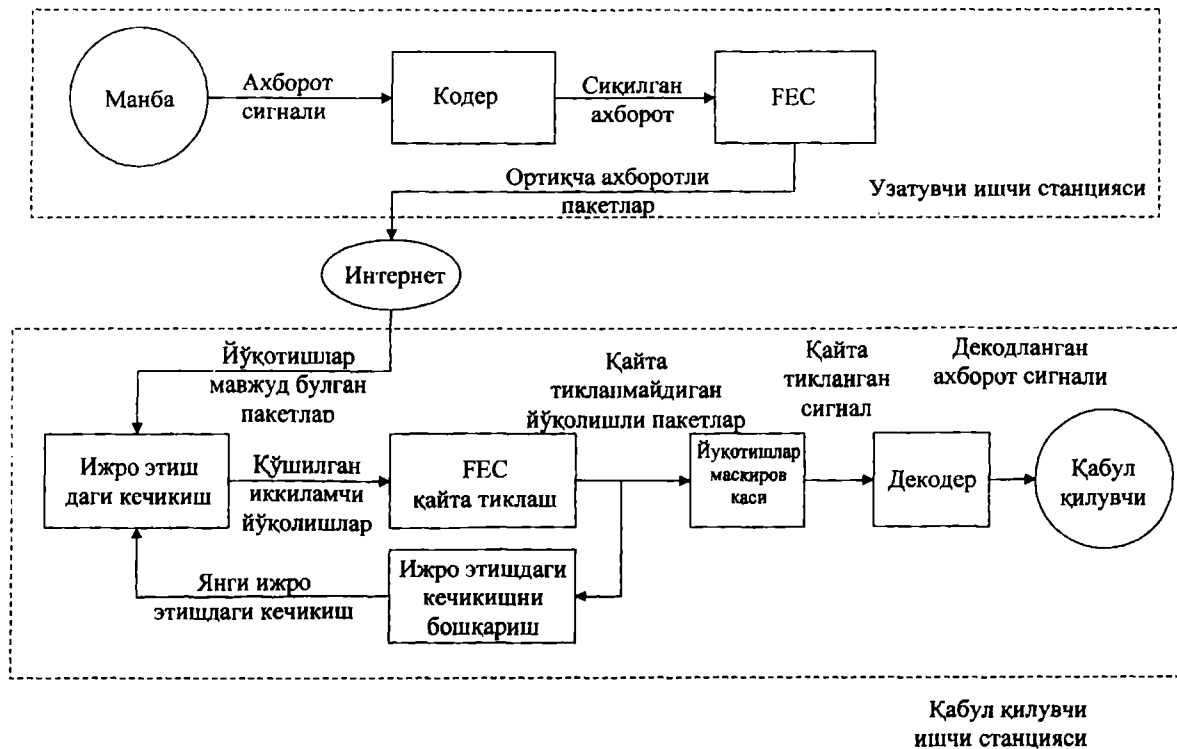 Манба
Ахборот
сигнали
Кодер
Сиқилган
ахборот
FEC
Ортиқча ахборотли
пакетлар
Узатувчи ишчи станцияси
Интернет
Йўқотишлар
мавжуд булган
пакетлар
Қайта
тикланмайдиган
йўқолишли пакетлар
Қайта
тикланган
сигнал
Декодланган
ахборот сигнали
Ижро этиш
даги кечикиш
Қўшилган
иккиламчи
йўқолишлар
FEC
қайта тиклаш
Йуқотишлар
маскиров
каси
Декодер
Қабул
қилувчи
Янги ижро
этишдаги кечикиш
Ижро этишдаги
кечикишни
бошқариш
Қабул қилувчи
ишчи станцияси